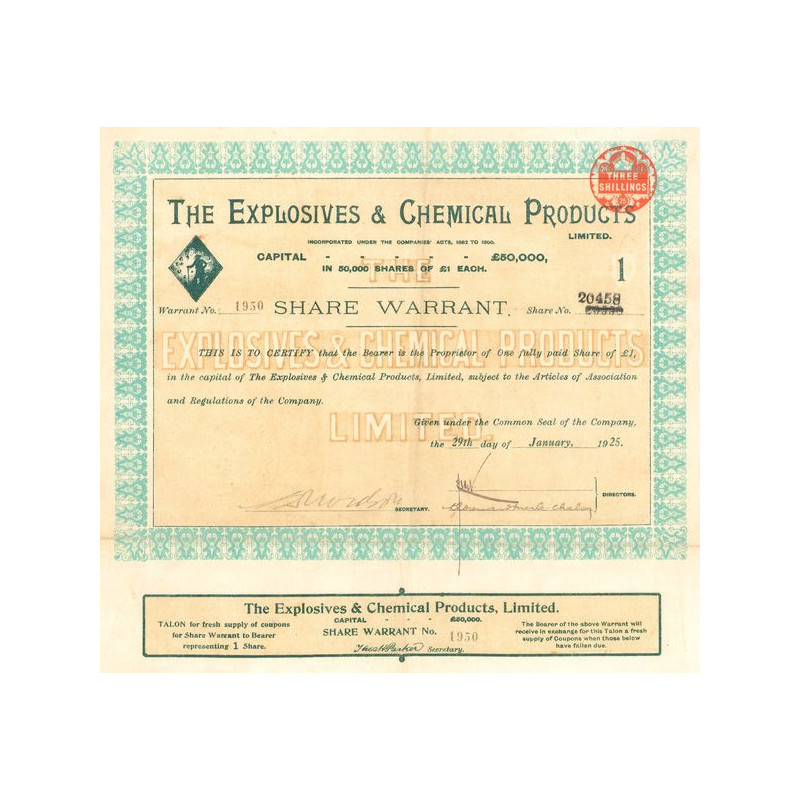 THREE
SHILLINGS
THE EXPLOSIVES & CHEMICAL PRODUCTS
LIMITED.
INCORPORATED UNDER THE COMPANIES' ACTS, 1862 TO 1900.
CAPITAL - - - - - £50,000,
IN 50,000 SHARES OF £1 EACH.
1
Warrant No. 1950 SHARE WARRANT. Share No. 20458
THE
EXPLOSIVES & CHEMICAL PRODUCTS
LIMITED.
THIS IS TO CERTIFY that the Bearer is the Proprietor of One fully paid Share of £1,
in the capital of The Explosives & Chemical Products, Limited, subject to the Articles of Association
and Regulations of the Company.
Given under the Common Seal of the Company,
the 29th day of January, 1925.
SECRETARY.
DIRECTORS.
The Explosives & Chemical Products, Limited.
TALON for fresh supply of coupons
for Share Warrant to Bearer
representing 1 Share.
CAPITAL - - - £50,000.
SHARE WARRANT No. 1950
Secretary.
The Bearer of the above Warrant will
receive in exchange for this Talon a fresh
supply of Coupons when those below
have fallen due.